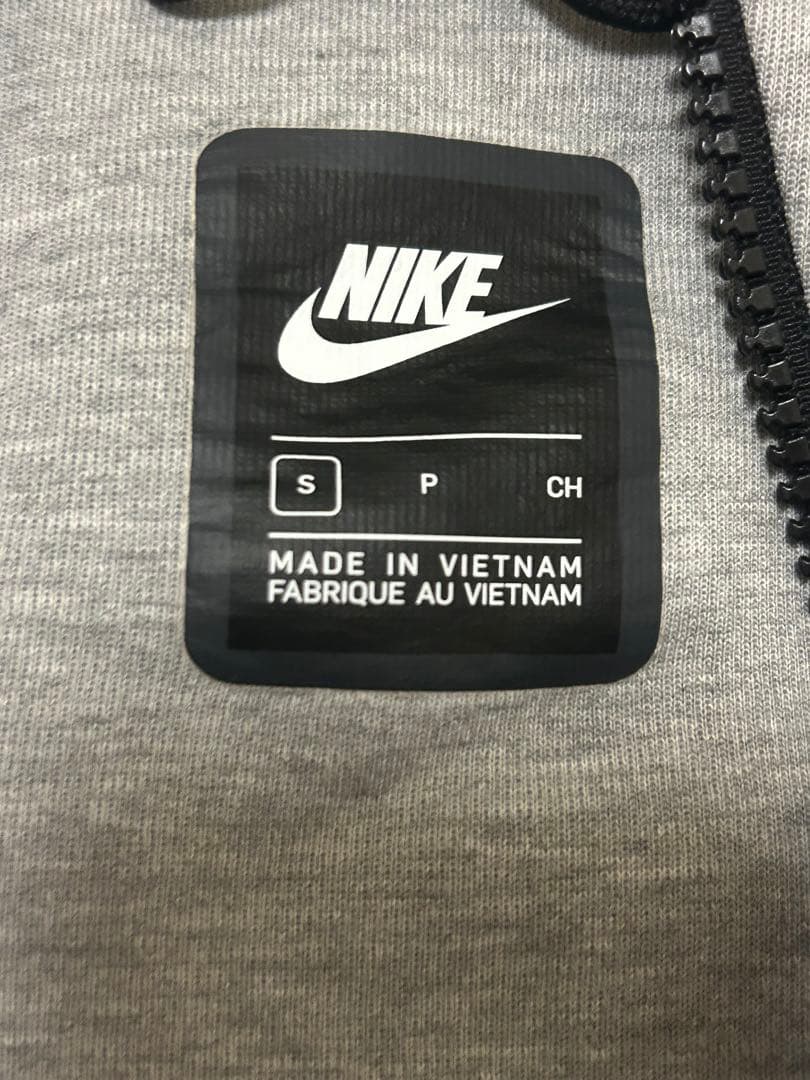 NIKE
S P CH
MADE IN VIETNAM
FABRIQUE AU VIETNAM